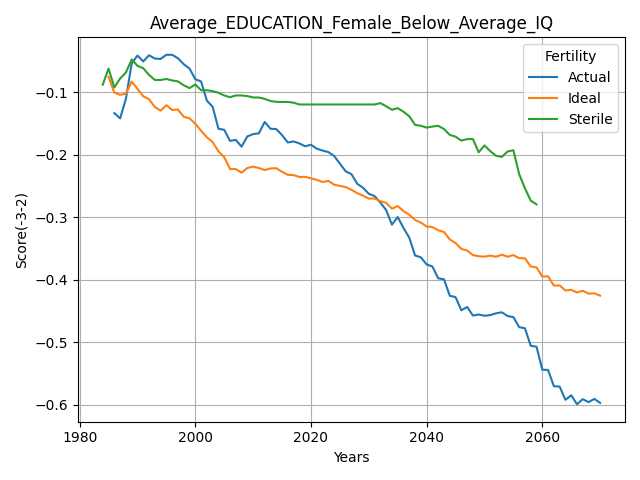 Average_EDUCATION_Female_Below_Average_IQ
Fertility
Actual
Ideal
Sterile
Score(-3-2)
−0.1
−0.2
−0.3
−0.4
−0.5
−0.6
1980
2000
2020
2040
2060
Years